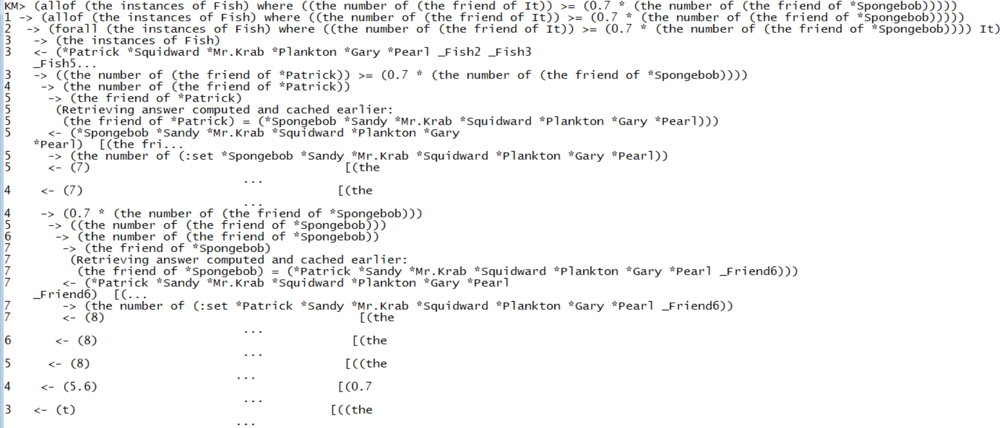 KM> (allof (the instances of Fish) where ((the number of (the friend of It)) >= (0.7 * (the number of (the friend of *Spongebob)))))
1 -> (allof (the instances of Fish) where ((the number of (the friend of It)) >= (0.7 * (the number of (the friend of *Spongebob)))))
2  -> (forall (the instances of Fish) where ((the number of (the friend of It)) >= (0.7 * (the number of (the friend of *Spongebob)))) It)
3   -> (the instances of Fish)
3   <- (*Patrick *Squidward *Mr.Krab *Plankton *Gary *Pearl _Fish2 _Fish3
    _Fish5...
3   -> ((the number of (the friend of *Patrick)) >= (0.7 * (the number of (the friend of *Spongebob))))
4    -> (the number of (the friend of *Patrick))
5     -> (the friend of *Patrick)
5      (Retrieving answer computed and cached earlier:
5       (the friend of *Patrick) = (*Spongebob *Sandy *Mr.Krab *Squidward *Plankton *Gary *Pearl)))
5     <- (*Spongebob *Sandy *Mr.Krab *Squidward *Plankton *Gary
    *Pearl)  [(the fri...
5     -> (the number of (:set *Spongebob *Sandy *Mr.Krab *Squidward *Plankton *Gary *Pearl))
5     <- (7)                                   [(the
                                 ...
4    <- (7)                                   [(the
                                 ...
4    -> (0.7 * (the number of (the friend of *Spongebob)))
5     -> ((the number of (the friend of *Spongebob)))
6      -> (the number of (the friend of *Spongebob))
7       -> (the friend of *Spongebob)
7        (Retrieving answer computed and cached earlier:
7         (the friend of *Spongebob) = (*Patrick *Sandy *Mr.Krab *Squidward *Plankton *Gary *Pearl _Friend6)))
7       <- (*Patrick *Sandy *Mr.Krab *Squidward *Plankton *Gary *Pearl
    _Friend6)  [(...
7       -> (the number of (:set *Patrick *Sandy *Mr.Krab *Squidward *Plankton *Gary *Pearl _Friend6))
7       <- (8)                                   [(the
                                 ...
6      <- (8)                                   [(the
                                 ...
5     <- (8)                                   [((the
                                ...
4    <- (5.6)                                 [(0.7
                                 ...
3   <- (t)                                   [((the
                                ...